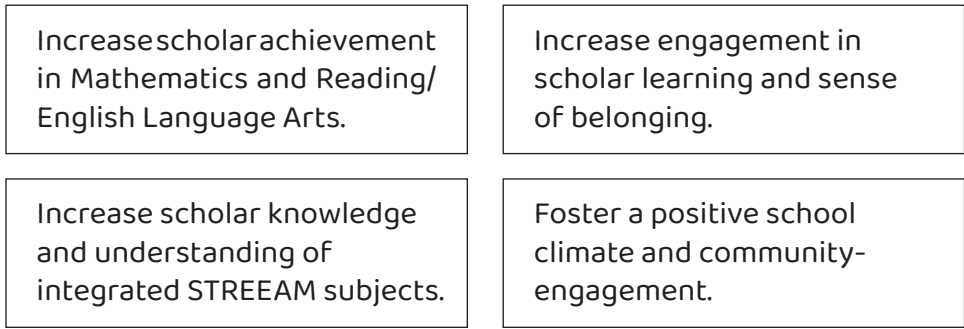 Increase scholar achievement
in Mathematics and Reading/
English Language Arts.
Increase engagement in
scholar learning and sense
of belonging.
Increase scholar knowledge
and understanding of
integrated STREEAM subjects.
Foster a positive school
climate and community-
engagement.